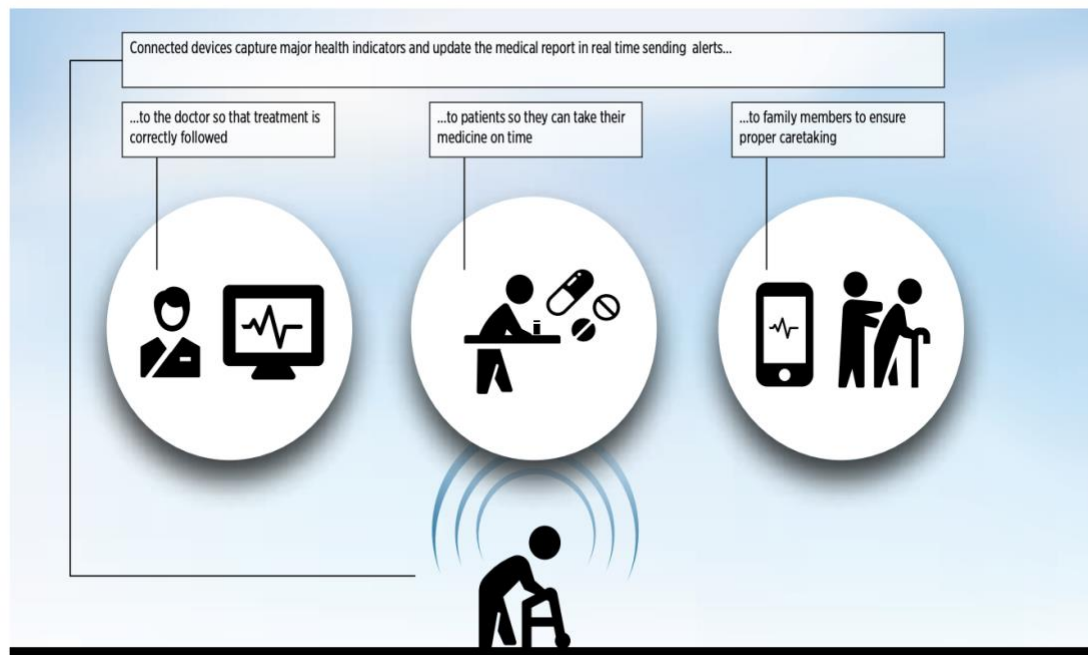 Connected devices capture major health indicators and update the medical report in real time sending alerts...
...to the doctor so that treatment is
correctly followed
...to patients so they can take their
medicine on time
...to family members to ensure
proper caretaking